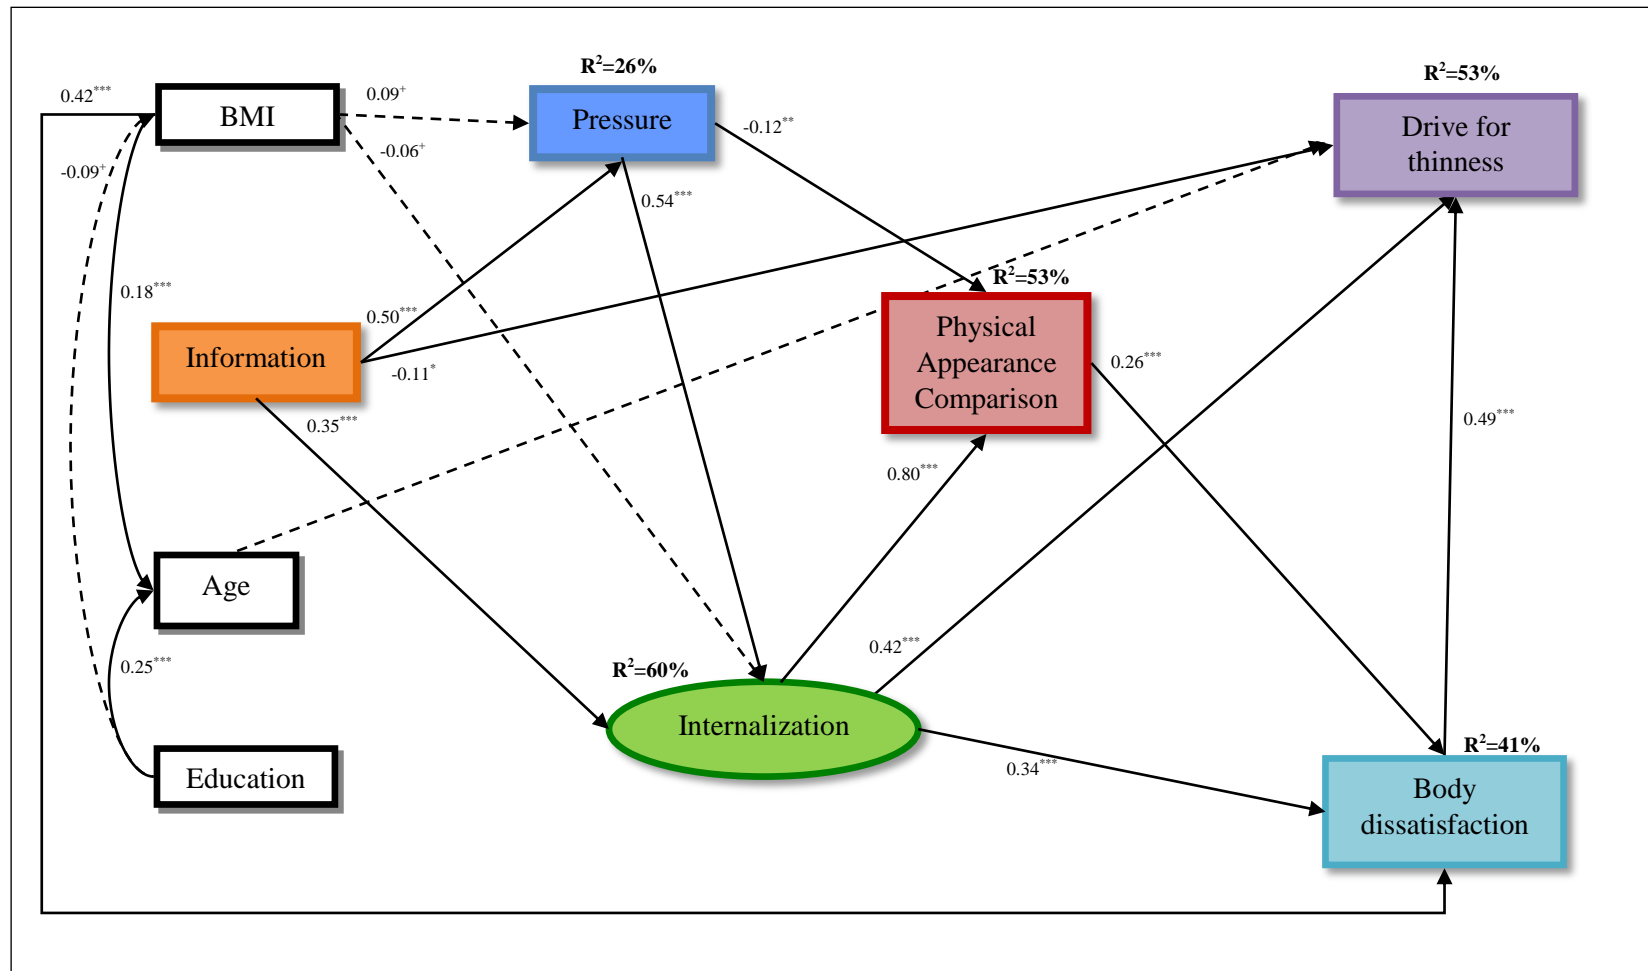 R²=26%
R²=53%
0.42***
BMI
0.09⁺
Pressure
Drive for
thinness
-0.12**
-0.09⁺
-0.06⁺
0.54***
R²=53%
0.18***
0.50***
Information
-0.11*
Physical
Appearance
Comparison
0.26***
0.35***
0.49***
0.80***
Age
0.25***
0.42***
R²=60%
Internalization
0.34***
R²=41%
Education
Body
dissatisfaction